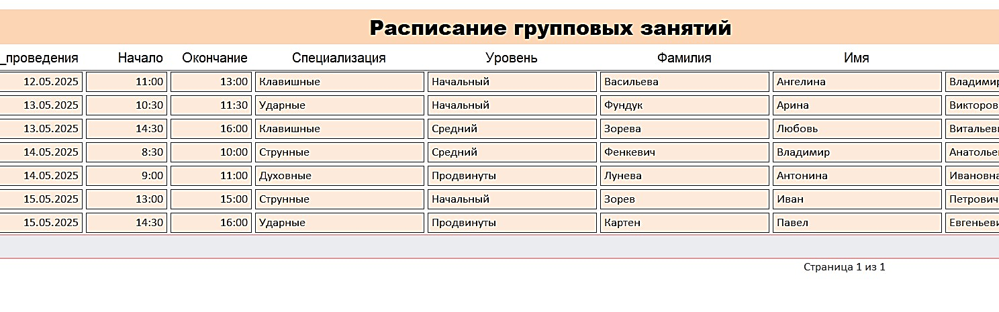 Расписание групповых занятий
_проведения Начало Окончание Специализация Уровень Фамилия Имя
12.05.2025 11:00 13:00 Клавишные Начальный Васильева Ангелина Владимир
13.05.2025 10:30 11:30 Ударные Начальный Фундук Арина Викторов
13.05.2025 14:30 16:00 Клавишные Средний Зорева Любовь Витальев
14.05.2025 8:30 10:00 Струнные Средний Фенкевич Владимир Анатолье
14.05.2025 9:00 11:00 Духовные Продвинуты Лунева Антонина Ивановна
15.05.2025 13:00 15:00 Струнные Начальный Зорев Иван Петрович
15.05.2025 14:30 16:00 Ударные Продвинуты Картен Павел Евгеньеви
Страница 1 из 1